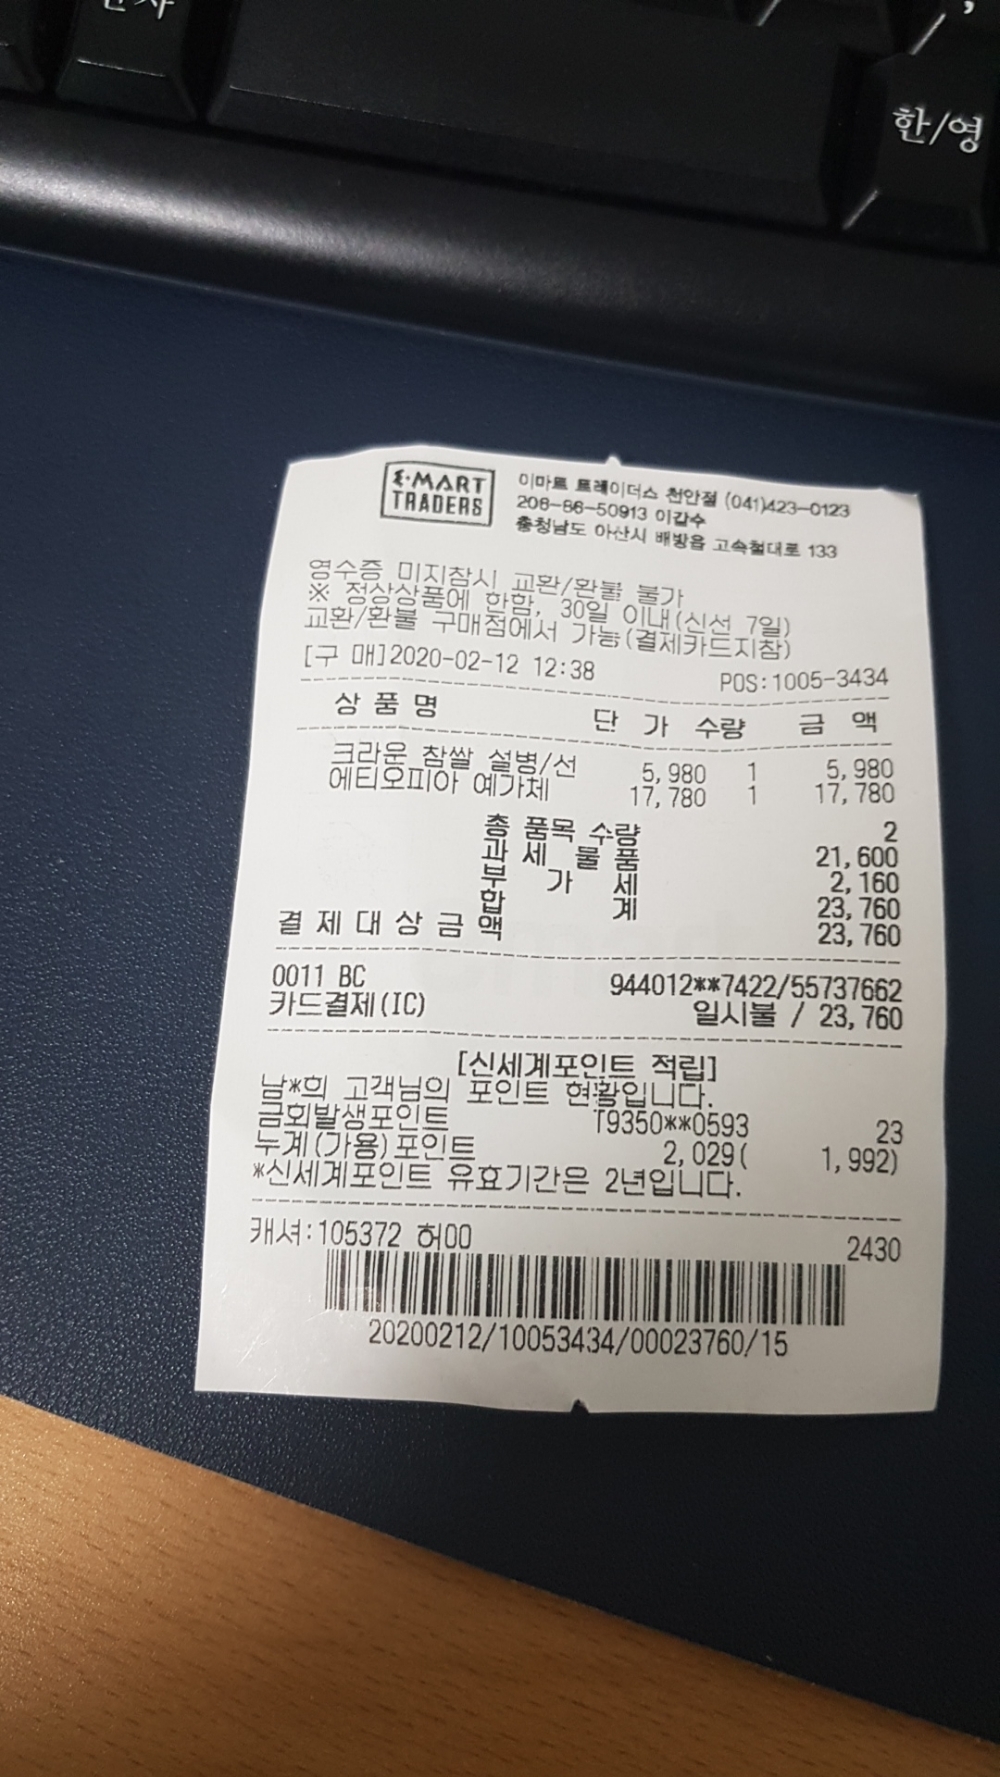 한/영
E·MART
TRADERS
이마트 트레이더스 천안점 (041)423-0123
206-86-50913 이갑수
충청남도 아산시 배방읍 고속철대로 133
영수증 미지참시 교환/환불 불가
※ 정상상품에 한함, 30일 이내(신선 7일)
교환/환불 구매점에서 가능(결제카드지참)
[구 매]2020-02-12 12:38 POS:1005-3434
상 품 명 단 가 수량 금 액
크라운 참쌀 설병/선 5,980 1 5,980
에티오피아 예가체 17,780 1 17,780
총 품목 수량 2
과 세 물 품 21,600
부 가 세 2,160
합 계 23,760
결 제 대 상 금 액 23,760
0011 BC 944012**7422/55737662
카드결제(IC) 일시불 / 23,760
[신세계포인트 적립]
남*희 고객님의 포인트 현황입니다.
금회발생포인트 T9350**0593 23
누계(가용)포인트 2,029( 1,992)
*신세계포인트 유효기간은 2년입니다.
캐셔:105372 허00 2430
20200212/10053434/00023760/15